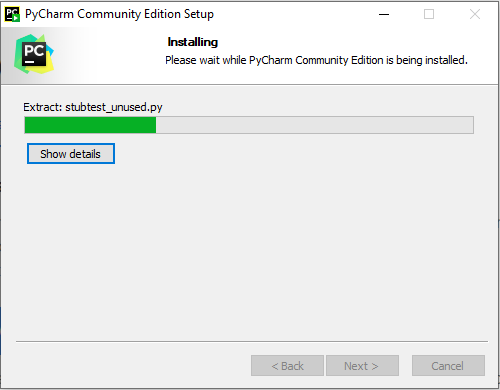 PC PyCharm Community Edition Setup
PC
Installing
Please wait while PyCharm Community Edition is being installed.
Extract: stubtest_unused.py
Show details
< Back
Next >
Cancel